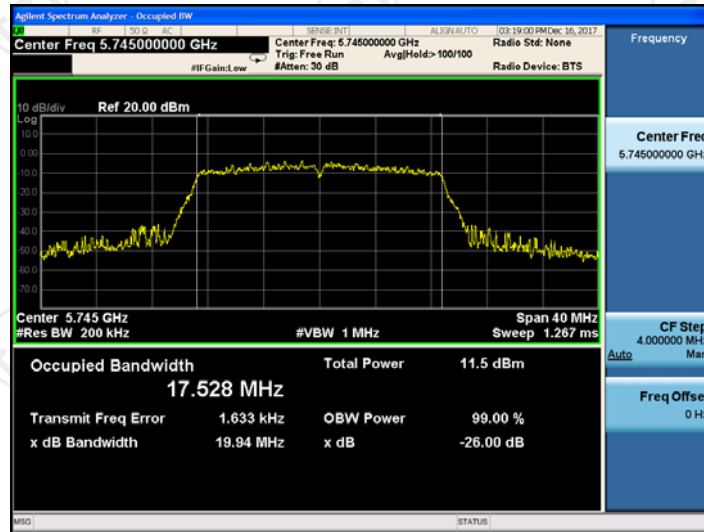 Agilent Spectrum Analyzer - Occupied BW
RF 50 Ω AC SENSE:INT ALIGN AUTO 03:19:00 PM Dec 16, 2017
Center Freq 5.745000000 GHz
Center Freq: 5.745000000 GHz
Radio Std: None
Trig: Free Run Avg|Hold:> 100/100
#IFGain:Low #Atten: 30 dB Radio Device: BTS
10 dB/div Ref 20.00 dBm
Log
10.0
0.00
-10.0
-20.0
-30.0
-40.0
-50.0
-60.0
-70.0
Center 5.745 GHz Span 40 MHz
#Res BW 200 kHz #VBW 1 MHz Sweep 1.267 ms
Occupied Bandwidth Total Power 11.5 dBm
17.528 MHz
Transmit Freq Error 1.633 kHz OBW Power 99.00 %
x dB Bandwidth 19.94 MHz x dB -26.00 dB
MSG STATUS
Frequency
Center Freq
5.745000000 GHz
CF Step
4.000000 MHz
Auto Man
Freq Offse
0 Hz